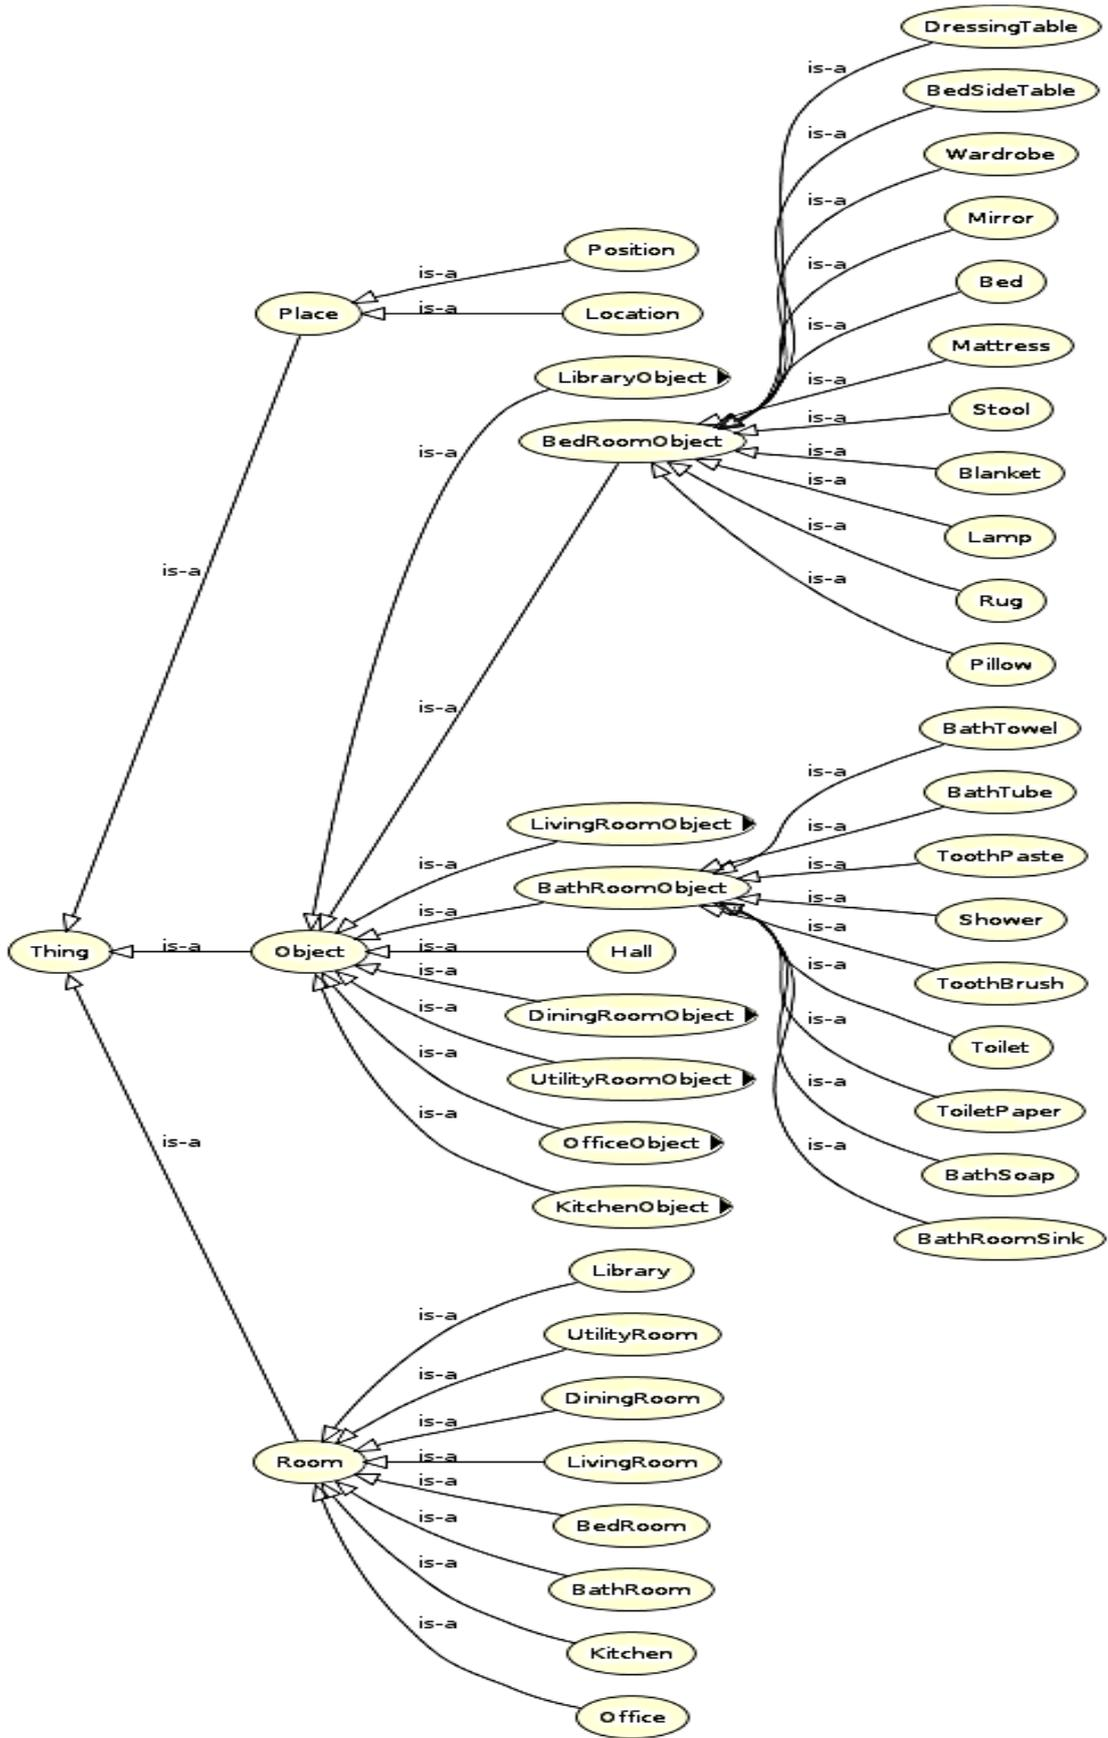 DressingTable
is-a
BedSideTable
is-a
Wardrobe
is-a
Mirror
is-a
Bed
is-a
Mattress
is-a
Stool
is-a
Blanket
is-a
Lamp
is-a
Rug
is-a
Pillow
is-a
Position
is-a
Location
is-a
Place
is-a
LibraryObject
is-a
BedRoomObject
is-a
BathTowel
is-a
BathTube
is-a
ToothPaste
is-a
Shower
is-a
ToothBrush
is-a
Toilet
is-a
ToiletPaper
is-a
BathSoap
is-a
BathRoomSink
is-a
LivingRoomObject
is-a
BathRoomObject
is-a
Thing
is-a
Object
is-a
Hall
is-a
DiningRoomObject
is-a
UtilityRoomObject
is-a
OfficeObject
is-a
KitchenObject
is-a
Library
is-a
UtilityRoom
is-a
DiningRoom
is-a
Room
is-a
LivingRoom
is-a
BedRoom
is-a
BathRoom
is-a
Kitchen
is-a
Office